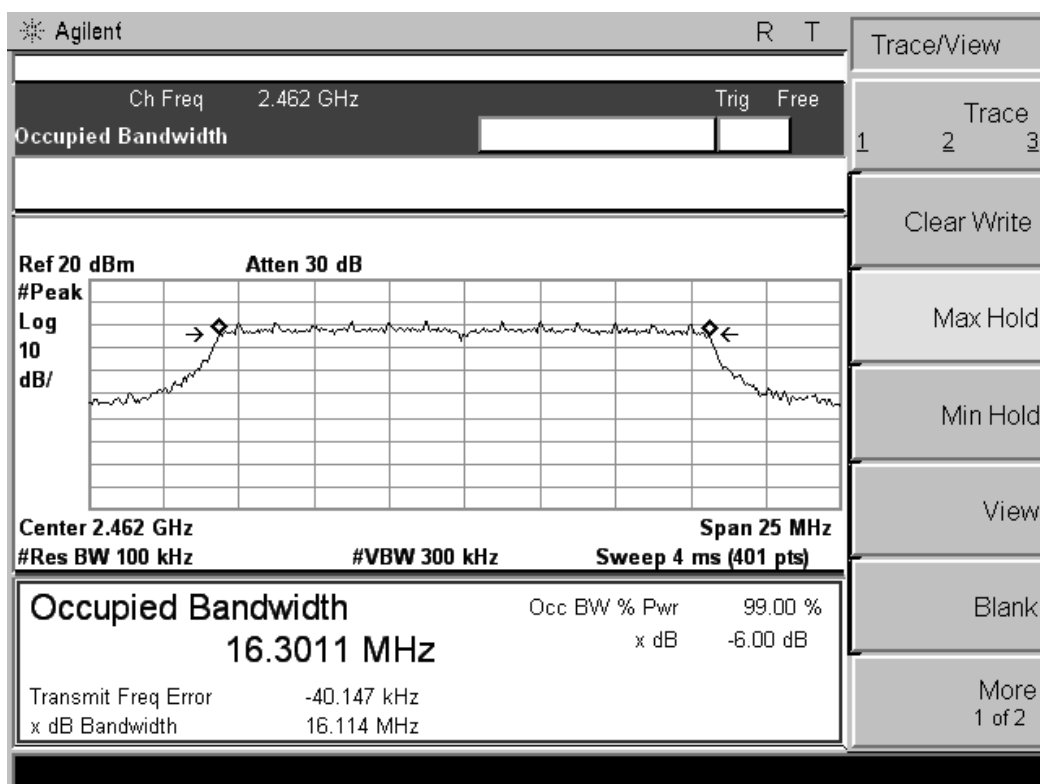 Agilent R T
Trace/View
Ch Freq 2.462 GHz Trig Free
Occupied Bandwidth
Trace
1 2 3
Clear Write
Ref 20 dBm Atten 30 dB
#Peak
Log
10
dB/
Max Hold
Min Hold
View
Center 2.462 GHz Span 25 MHz
#Res BW 100 kHz #VBW 300 kHz Sweep 4 ms (401 pts)
Occupied Bandwidth Occ BW % Pwr 99.00 %
16.3011 MHz x dB -6.00 dB
Transmit Freq Error -40.147 kHz
x dB Bandwidth 16.114 MHz
Blank
More
1 of 2